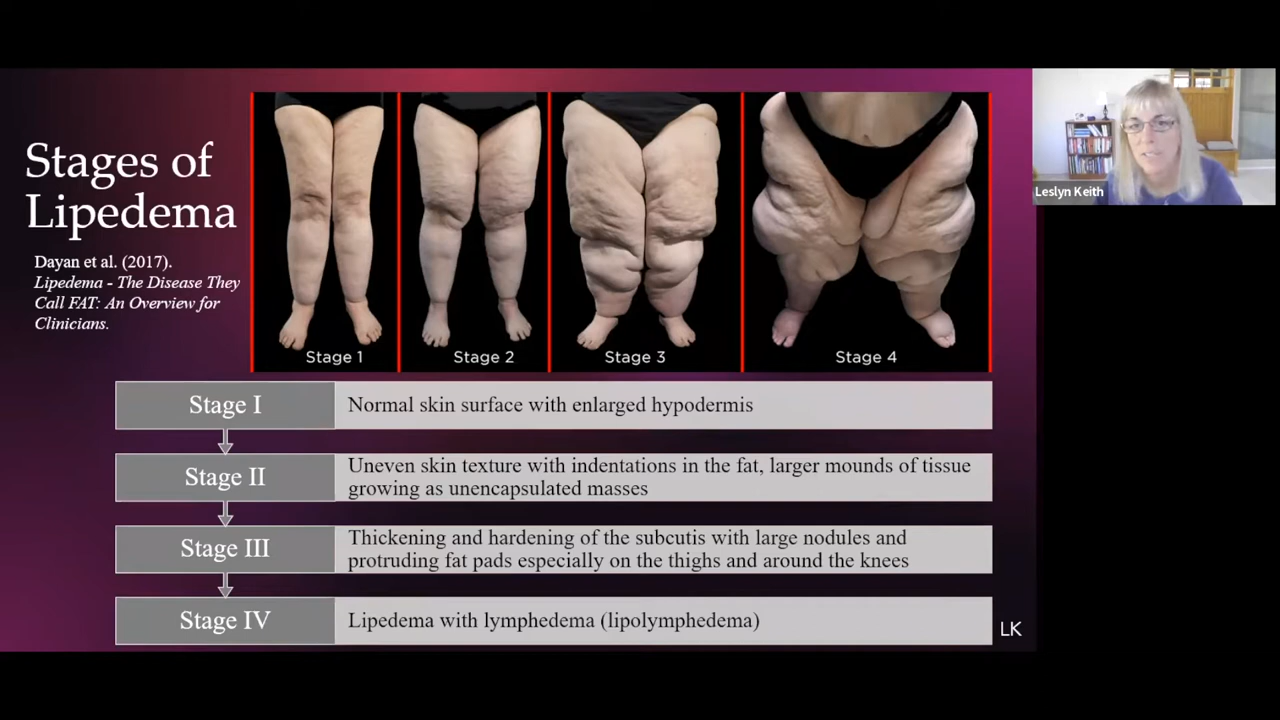 Stages of
Lipedema
Dayan et al. (2017).
Lipedema - The Disease They
Call FAT: An Overview for
Clinicians.
Stage 1
Stage 2
Stage 3
Stage 4
Leslyn Keith
Stage I
Normal skin surface with enlarged hypodermis
Stage II
Uneven skin texture with indentations in the fat, larger mounds of tissue
growing as unencapsulated masses
Stage III
Thickening and hardening of the subcutis with large nodules and
protruding fat pads especially on the thighs and around the knees
Stage IV
Lipedema with lymphedema (lipolymphedema)
LK